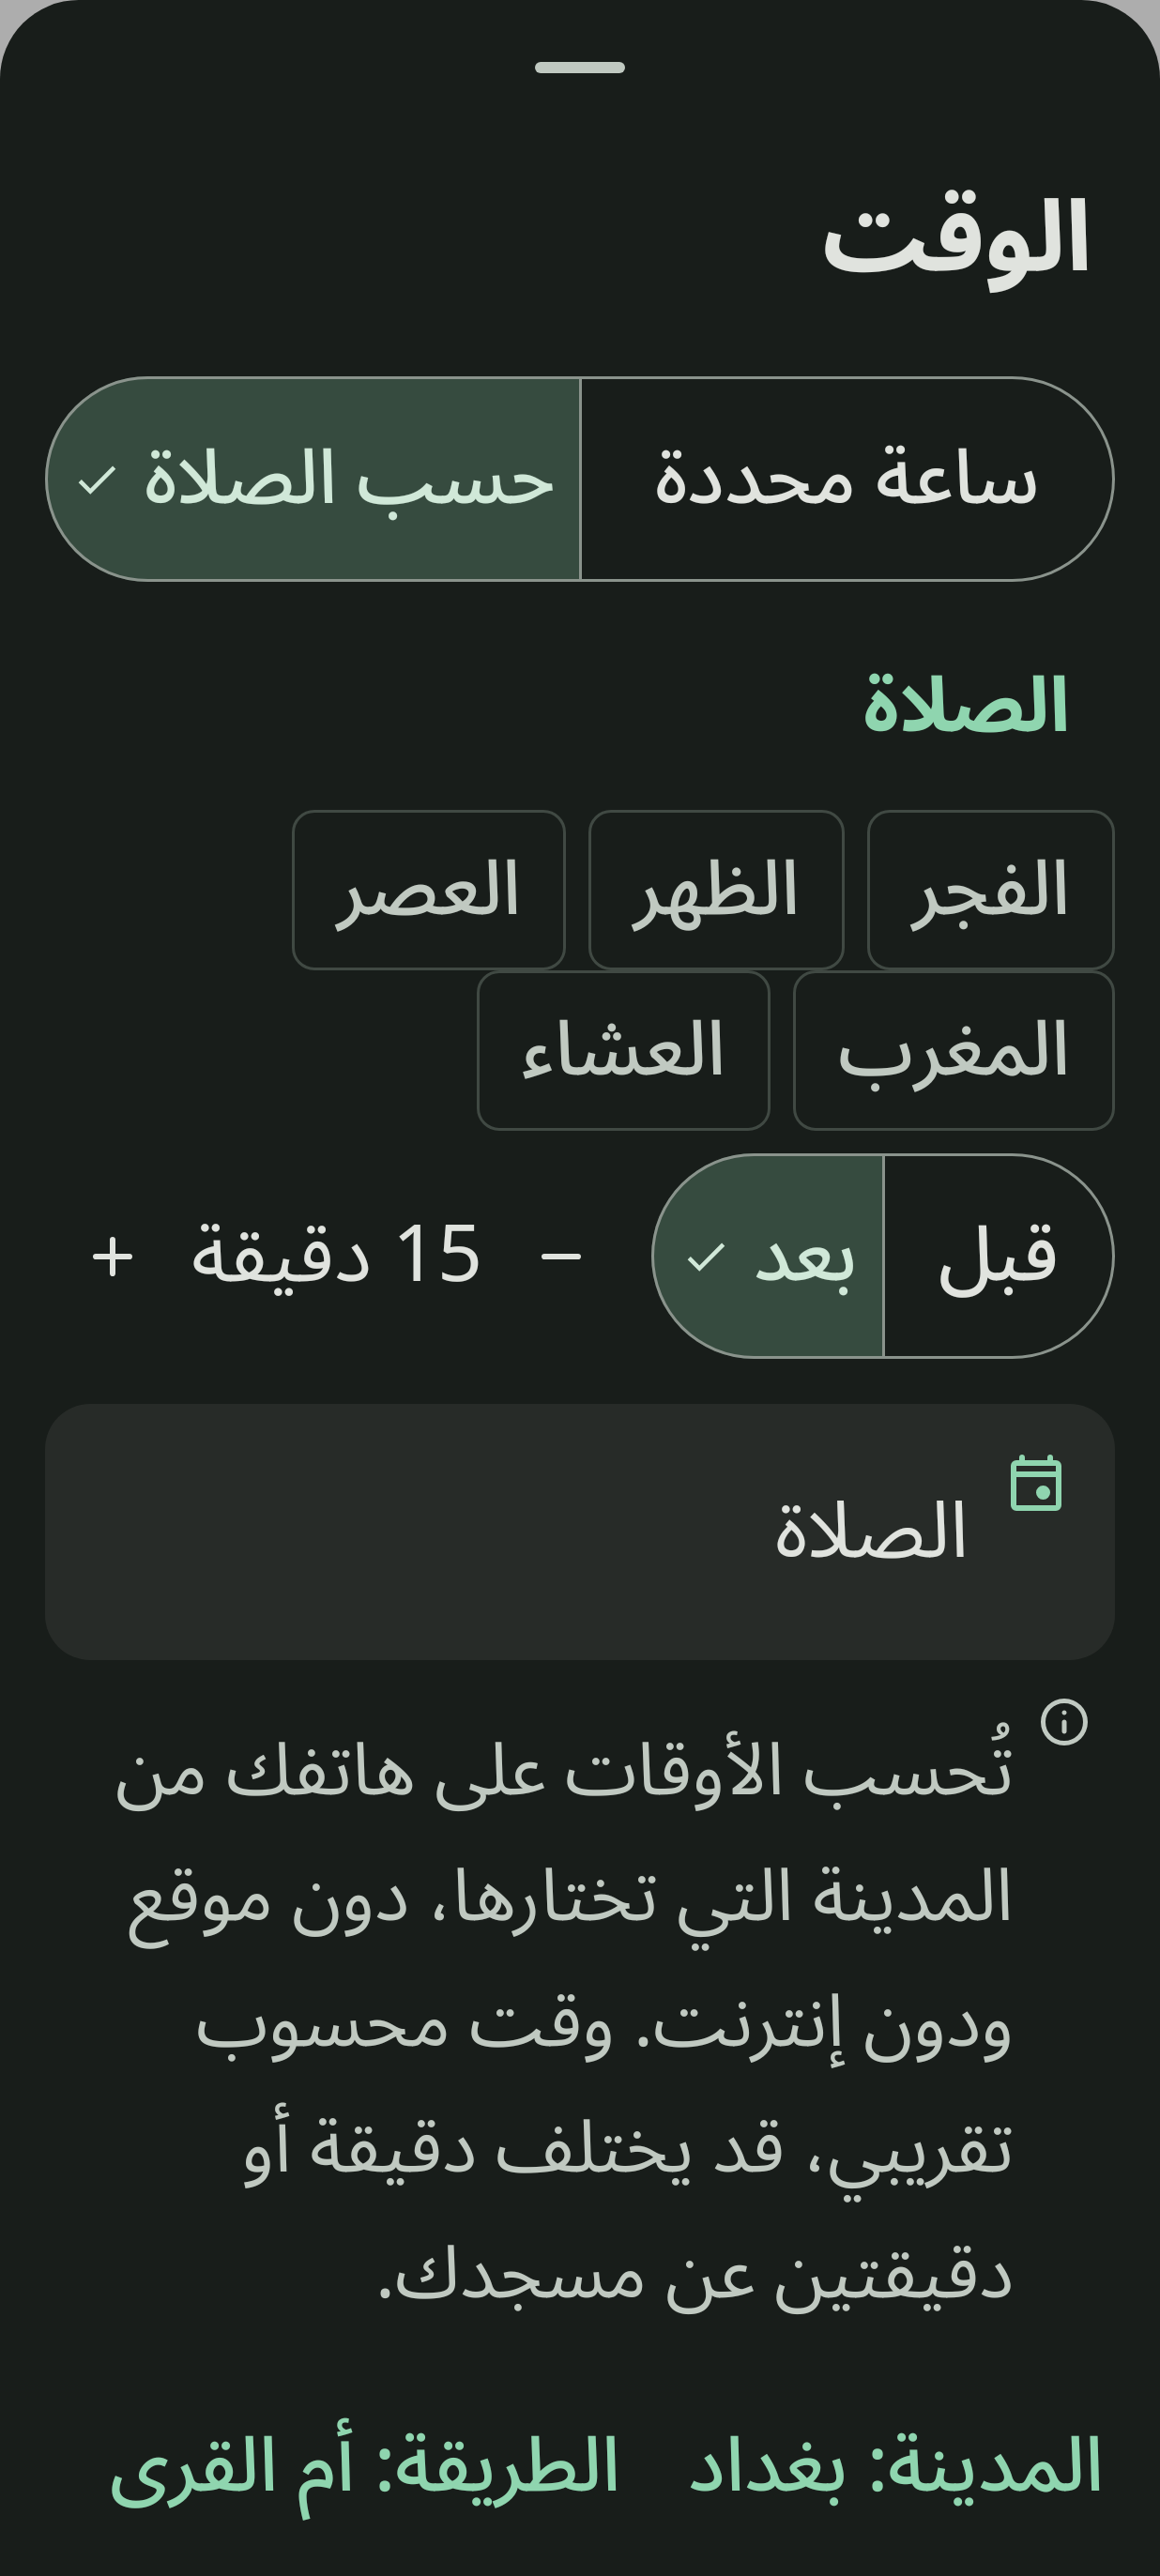 الوقت
ساعة محددة
حسب الصلاة
الصلاة
الفجر
الظهر
العصر
المغرب
العشاء
قبل
بعد
− 15 دقيقة +
الصلاة
تُحسب الأوقات على هاتفك من
المدينة التي تختارها، دون موقع
ودون إنترنت. وقت محسوب
تقريبي، قد يختلف دقيقة أو
دقيقتين عن مسجدك.
المدينة: بغداد
الطريقة: أم القرى